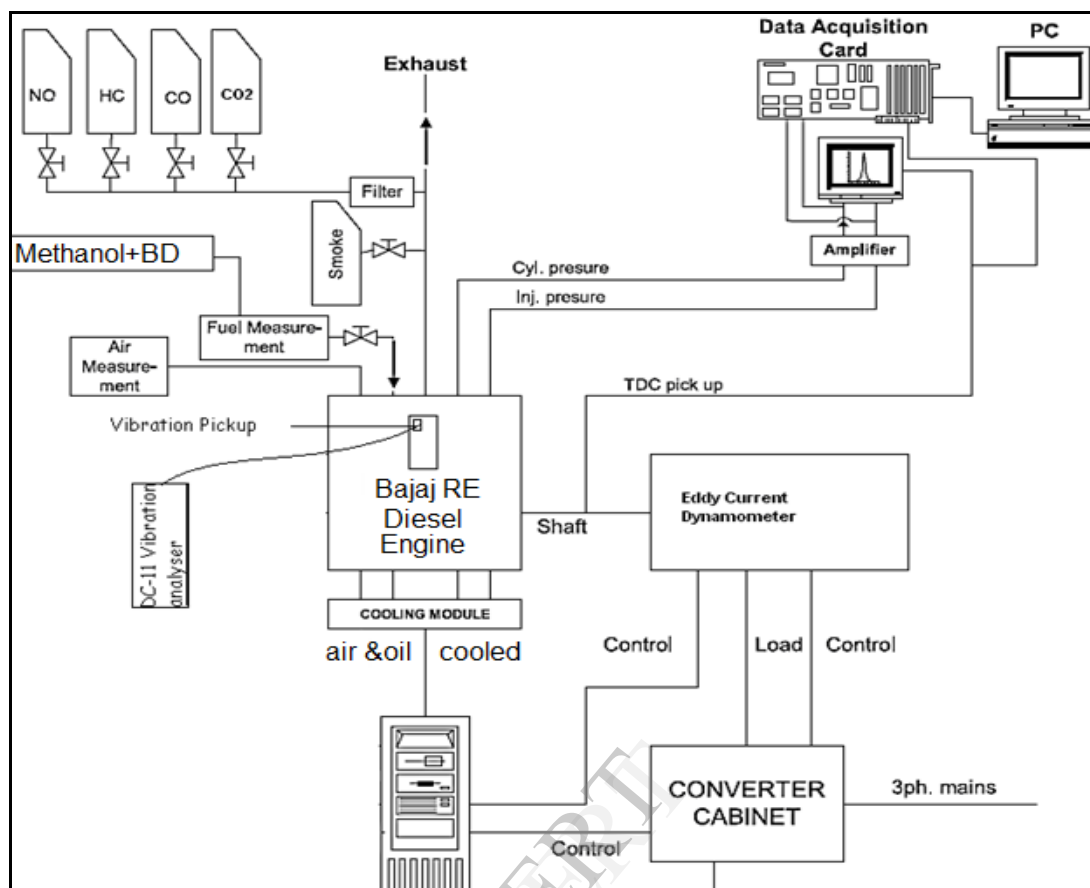 Data Acquisition
Card
PC
Exhaust
NO
HC
CO
CO2
Filter
Smoke
Methanol+BD
Amplifier
Cyl. presure
Inj. presure
Fuel Measure-
ment
Air
Measure-
ment
TDC pick up
Vibration Pickup
Bajaj RE
Diesel
Engine
Eddy Current
Dynamometer
Shaft
DC-11 Vibration
analyser
COOLING MODULE
air &oil cooled
Control
Load
Control
CONVERTER
CABINET
3ph. mains
Control